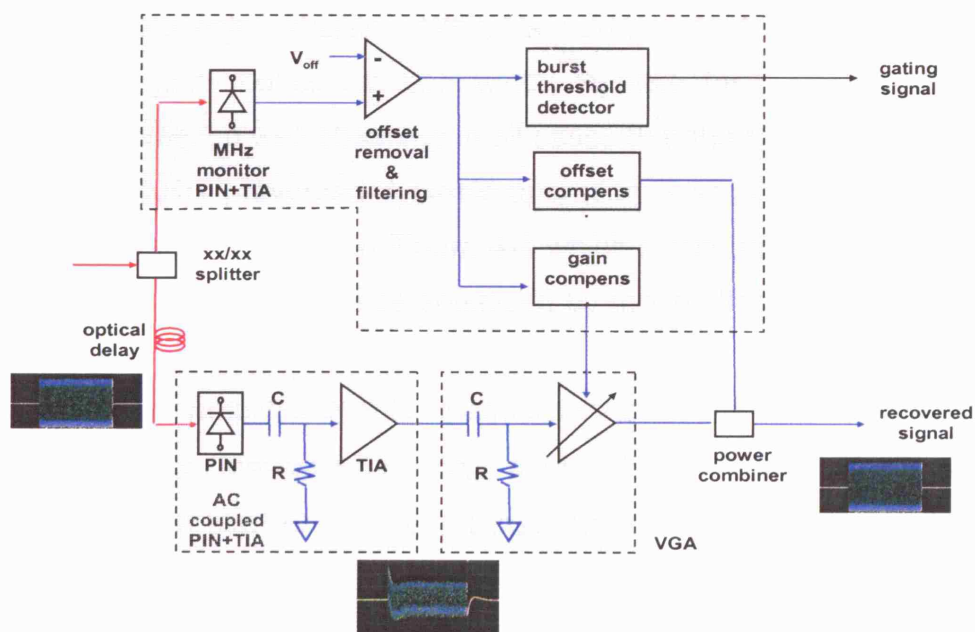 V_off
-
+
offset
removal
&
filtering
MHz
monitor
PIN+TIA
burst
threshold
detector
gating
signal
offset
compens
gain
compens
xx/xx
splitter
optical
delay
PIN
C
R
TIA
AC
coupled
PIN+TIA
C
R
VGA
power
combiner
recovered
signal